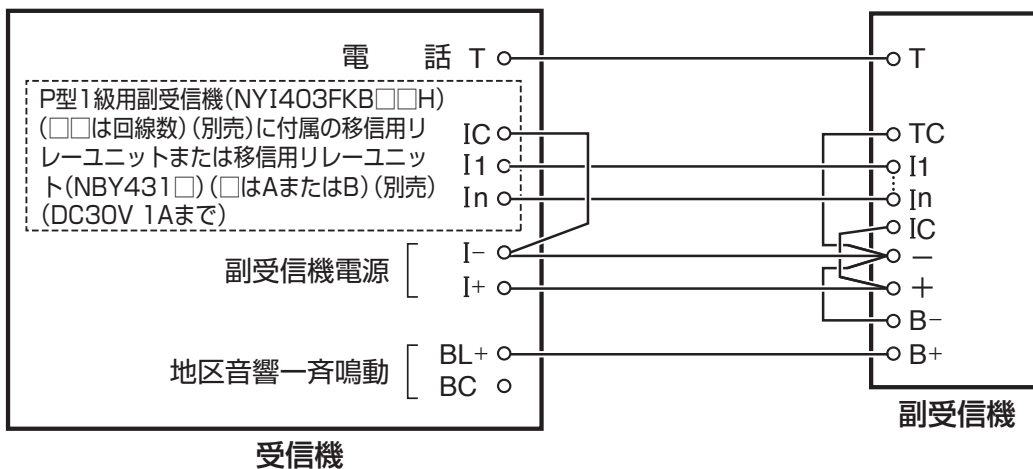 電　話 T
P型1級用副受信機(NYI403FKB□□H)
(□□は回線数)(別売)に付属の移信用リ
レーユニットまたは移信用リレーユニッ
ト(NBY431□)(□はAまたはB)(別売)
(DC30V 1Aまで)
IC
I1
In
副受信機電源
I−
I+
地区音響一斉鳴動
BL+
BC
受信機
T
TC
I1
In
IC
−
+
B−
B+
副受信機